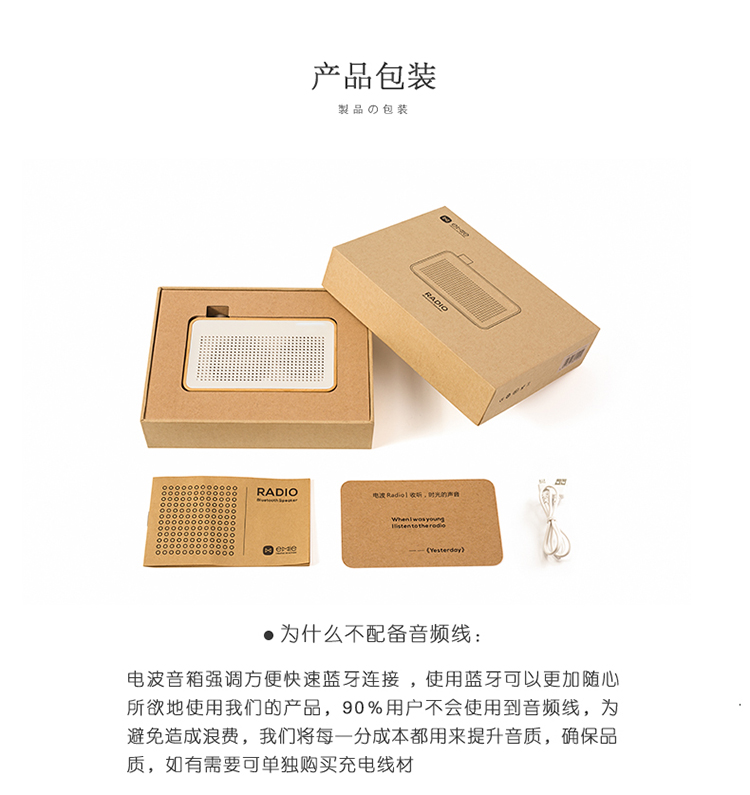 产品包装
製品の包装
RADIO
RADIO
Bluetooth Speaker
电波 Radio | 收听，时光的声音
When I was young
I listen to the radio
——《Yesterday》
●为什么不配备音频线：
电波音箱强调方便快速蓝牙连接 ，使用蓝牙可以更加随心
所欲地使用我们的产品，90%用户不会使用到音频线，为
避免造成浪费，我们将每一分成本都用来提升音质，确保品
质，如有需要可单独购买充电线材